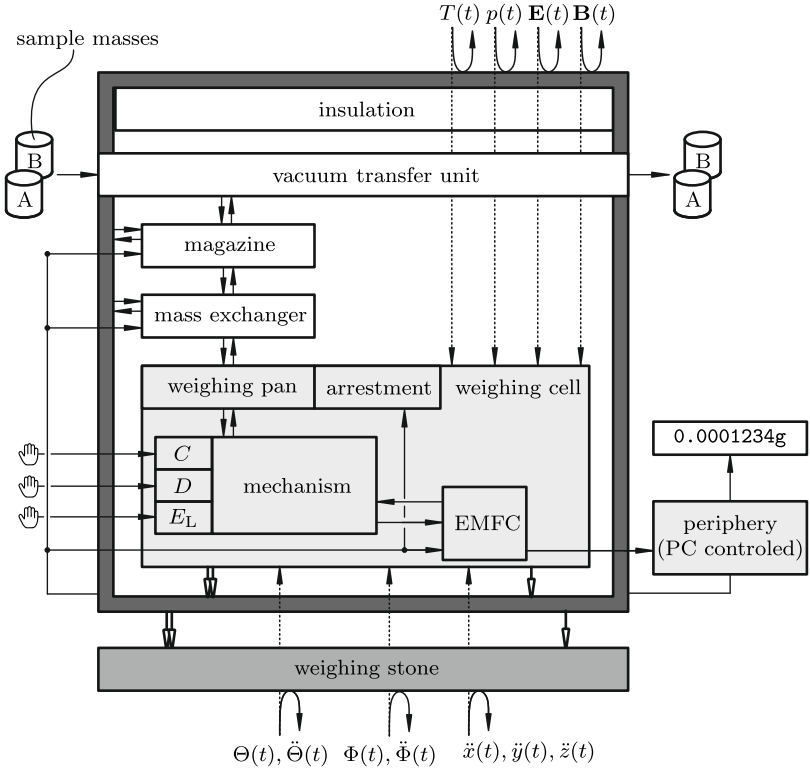 T(t) p(t) E(t) B(t)
sample masses
insulation
B
A
vacuum transfer unit
B
A
magazine
mass exchanger
weighing pan
arrestment
weighing cell
C
D
E_L
mechanism
EMFC
0.0001234g
periphery
(PC controled)
weighing stone
Θ(t), Θ̈(t) Φ(t), Φ̈(t) ẍ(t), ÿ(t), z̈(t)